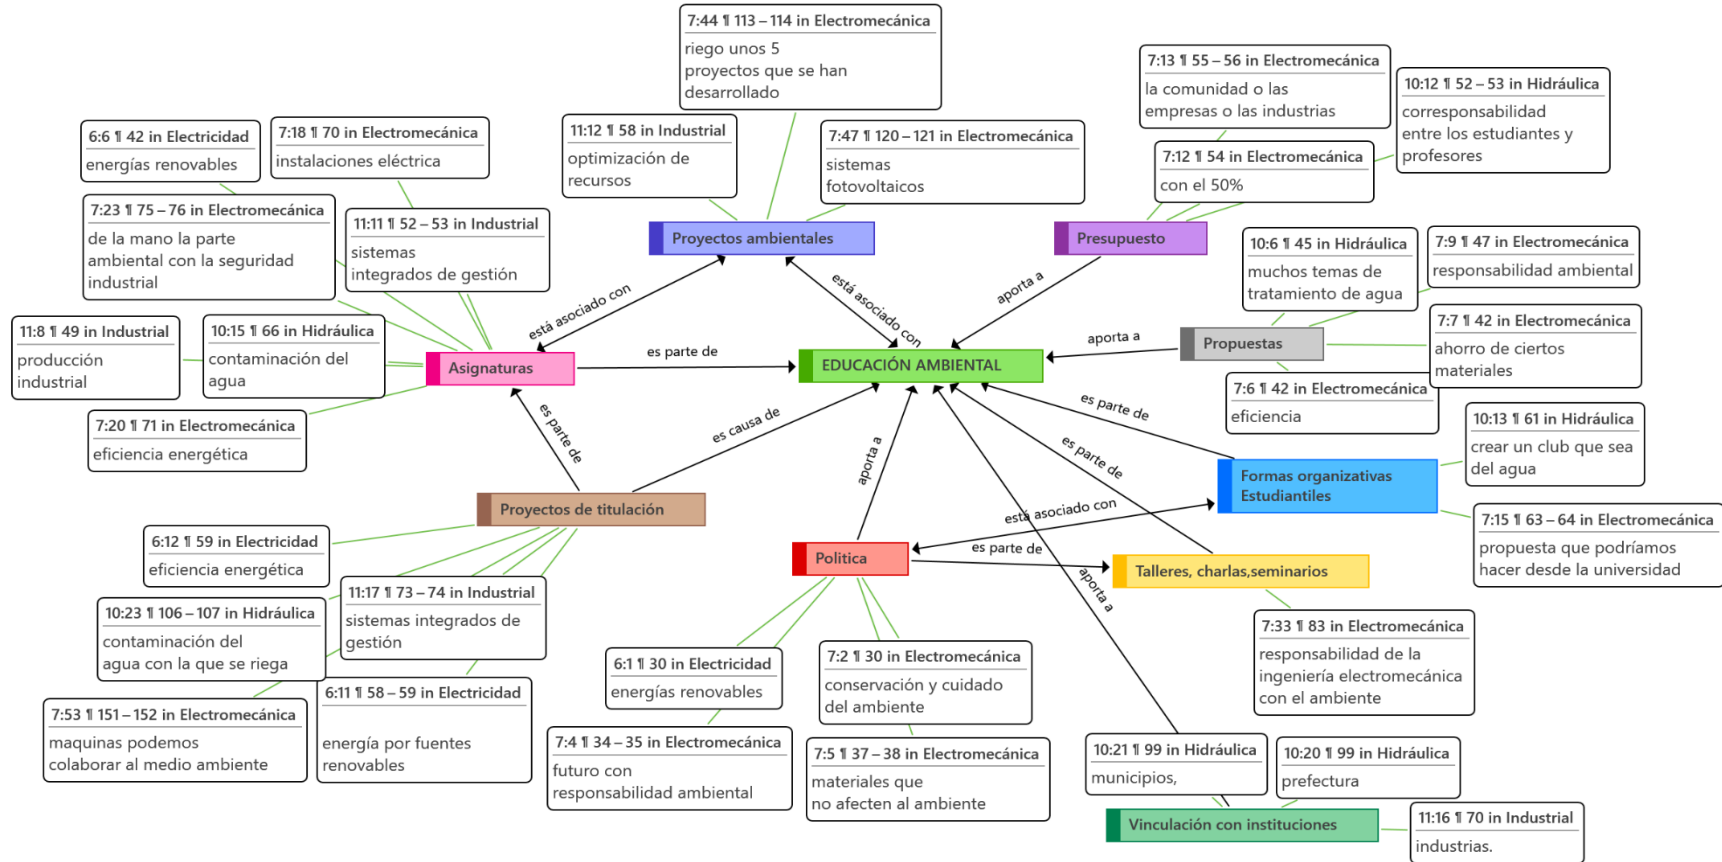 7:44 ¶ 113 – 114 in Electromecánica
riego unos 5
proyectos que se han
desarrollado
7:13 ¶ 55 – 56 in Electromecánica
la comunidad o las
empresas o las industrias
10:12 ¶ 52 – 53 in Hidráulica
corresponsabilidad
entre los estudiantes y
profesores
6:6 ¶ 42 in Electricidad
energías renovables
7:18 ¶ 70 in Electromecánica
instalaciones eléctrica
11:12 ¶ 58 in Industrial
optimización de
recursos
7:47 ¶ 120 – 121 in Electromecánica
sistemas
fotovoltaicos
7:12 ¶ 54 in Electromecánica
con el 50%
7:23 ¶ 75 – 76 in Electromecánica
de la mano la parte
ambiental con la seguridad
industrial
11:11 ¶ 52 – 53 in Industrial
sistemas
integrados de gestión
Proyectos ambientales
Presupuesto
10:6 ¶ 45 in Hidráulica
muchos temas de
tratamiento de agua
7:9 ¶ 47 in Electromecánica
responsabilidad ambiental
está asociado con
está asociado con
aporta a
11:8 ¶ 49 in Industrial
producción
industrial
10:15 ¶ 66 in Hidráulica
contaminación del
agua
Asignaturas
es parte de
EDUCACIÓN AMBIENTAL
aporta a
Propuestas
7:7 ¶ 42 in Electromecánica
ahorro de ciertos
materiales
7:6 ¶ 42 in Electromecánica
eficiencia
7:20 ¶ 71 in Electromecánica
eficiencia energética
es parte de
es causa de
aporta a
es parte de
es parte de
10:13 ¶ 61 in Hidráulica
crear un club que sea
del agua
Formas organizativas
Estudiantiles
Proyectos de titulación
está asociado con
7:15 ¶ 63 – 64 in Electromecánica
propuesta que podríamos
hacer desde la universidad
6:12 ¶ 59 in Electricidad
eficiencia energética
Politica
es parte de
Talleres, charlas,seminarios
aporta a
11:17 ¶ 73 – 74 in Industrial
sistemas integrados de
gestión
10:23 ¶ 106 – 107 in Hidráulica
contaminación del
agua con la que se riega
7:33 ¶ 83 in Electromecánica
responsabilidad de la
ingeniería electromecánica
con el ambiente
6:1 ¶ 30 in Electricidad
energías renovables
7:2 ¶ 30 in Electromecánica
conservación y cuidado
del ambiente
6:11 ¶ 58 – 59 in Electricidad
energía por fuentes
renovables
7:53 ¶ 151 – 152 in Electromecánica
maquinas podemos
colaborar al medio ambiente
7:4 ¶ 34 – 35 in Electromecánica
futuro con
responsabilidad ambiental
7:5 ¶ 37 – 38 in Electromecánica
materiales que
no afecten al ambiente
10:21 ¶ 99 in Hidráulica
municipios,
10:20 ¶ 99 in Hidráulica
prefectura
Vinculación con instituciones
11:16 ¶ 70 in Industrial
industrias.